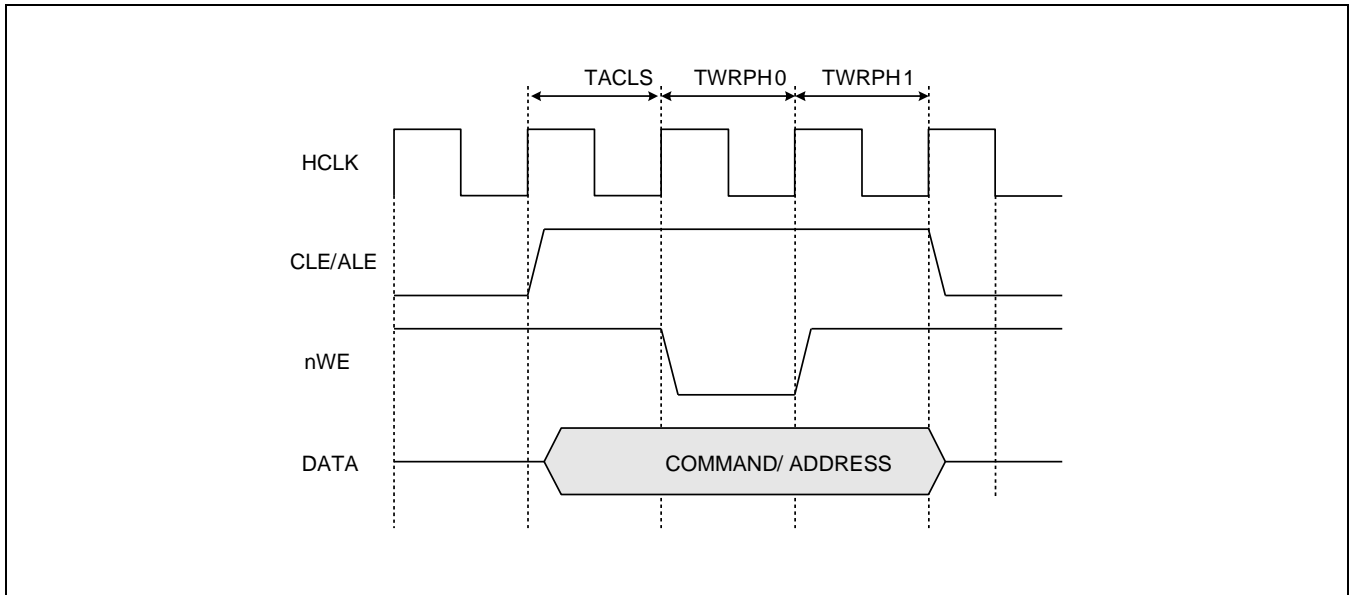 TACLS TWRPH0 TWRPH1
HCLK
CLE/ALE
nWE
DATA
COMMAND/ ADDRESS